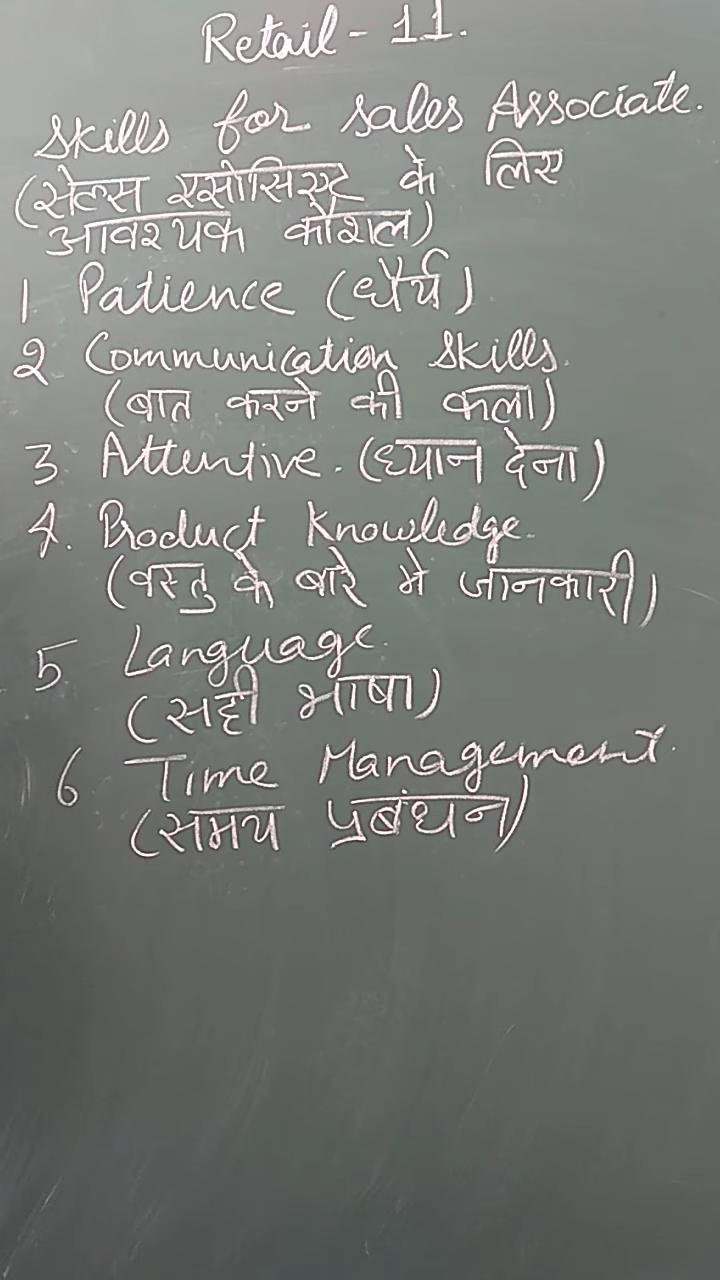 Retail - 11.
Skills for Sales Associate.
(सेल्स एसोसिएट के लिए
आवश्यक कौशल)
1 Patience (धैर्य)
2 Communication Skills.
(बात करने की कला)
3 Attentive. (ध्यान देना)
4. Product Knowledge.
(वस्तु के बारे मे जानकारी)
5 Language.
(सही भाषा)
6 Time Management.
(समय प्रबंधन)